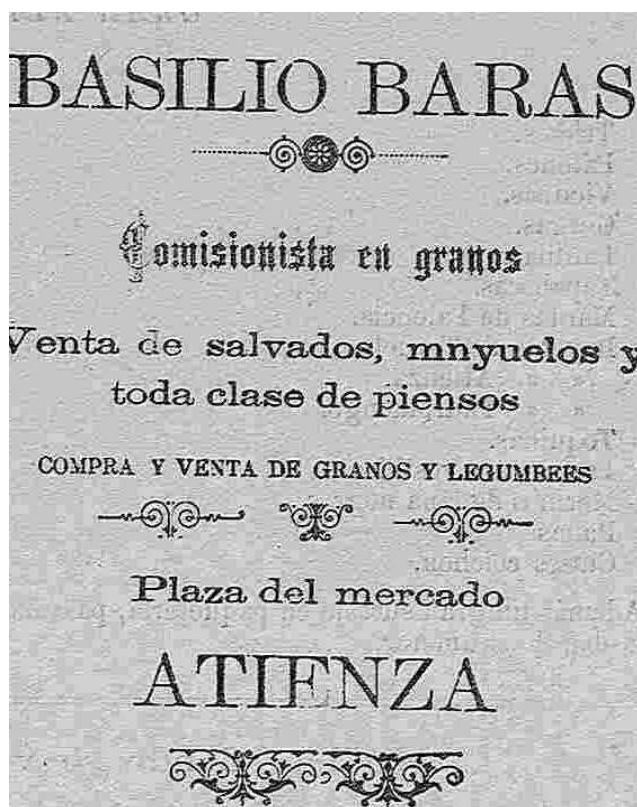 BASILIO BARAS
Comisionista en granos
Venta de salvados, mnyuelos y
toda clase de piensos
COMPRA Y VENTA DE GRANOS Y LEGUMBEES
Plaza del mercado
ATIENZA